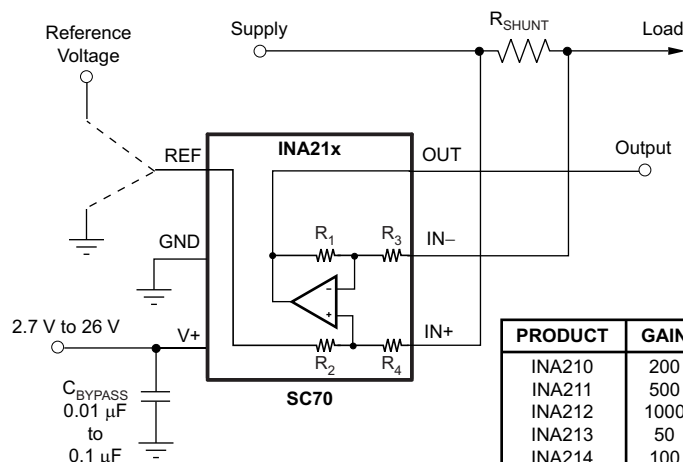 Reference
Voltage
Supply
RSHUNT
Load
REF
INA21x
OUT
Output
GND
R1
R3
IN−
−
+
2.7 V to 26 V
V+
R2
R4
IN+
SC70
CBYPASS
0.01 µF
to
0.1 µF
PRODUCT GAIN
INA210 200
INA211 500
INA212 1000
INA213 50
INA214 100